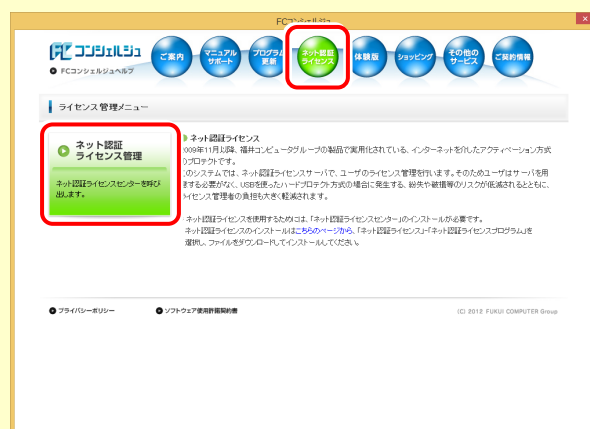 FCコンシェルジュ
×
FC コンシェルジュ
FCコンシェルジュヘルプ
ご案内
マニュアル
サポート
プログラム
更新
ネット認証
ライセンス
体験版
ショッピング
その他の
サービス
ご契約情報
ライセンス管理メニュー
ネット認証
ライセンス管理
ネット認証ライセンスセンターを呼び
出します。
ネット認証ライセンス
2009年11月以降、福井コンピュータグループの製品で実用化されている、インターネットを介したアクティベーション方式
のプロテクトです。
このシステムでは、ネット認証ライセンスサーバで、ユーザのライセンス管理を行います。そのためユーザはサーバを用
意する必要がなく、USBを使ったハードプロテクト方式の場合に発生する、紛失や破損等のリスクが低減されるとともに、
ライセンス管理者の負担も大きく軽減されます。
ネット認証ライセンスを使用するためには、「ネット認証ライセンスセンター」のインストールが必要です。
ネット認証ライセンスのインストールはこちらのページから、「ネット認証ライセンス」-「ネット認証ライセンスプログラム」を
選択し、ファイルをダウンロードしてインストールしてください。
プライバシーポリシー
ソフトウェア使用許諾契約書
(C) 2012 FUKUI COMPUTER Group